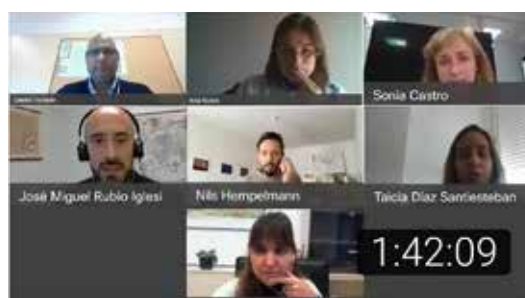 Sonia Castro
José Miguel Rubio Iglesi
Nils Hempelmann
Taicia Díaz Santiesteban
1:42:09